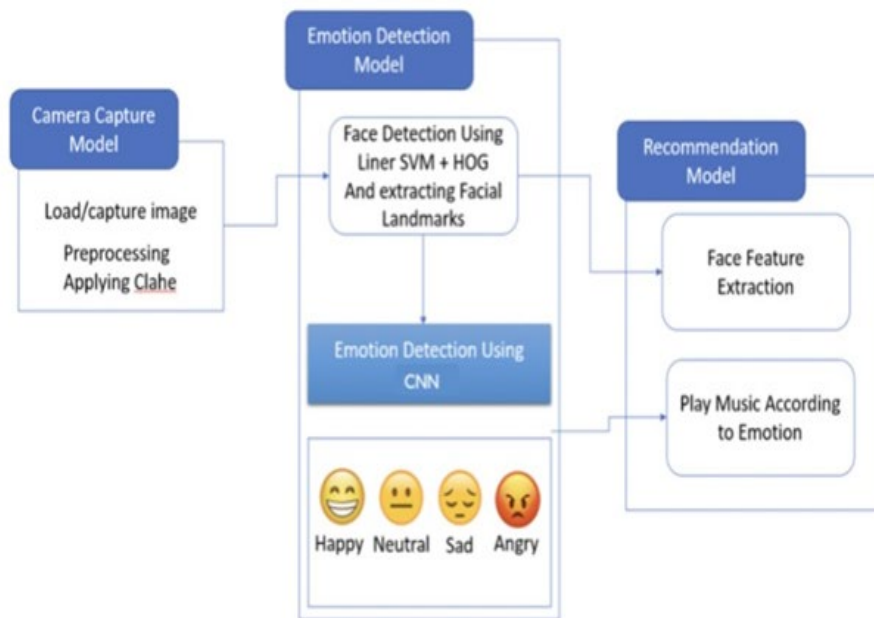 Camera Capture
Model
Load/capture image
Preprocessing
Applying Clahe
Emotion Detection
Model
Face Detection Using
Liner SVM + HOG
And extracting Facial
Landmarks
Emotion Detection Using
CNN
Happy Neutral Sad Angry
Recommendation
Model
Face Feature
Extraction
Play Music According
to Emotion